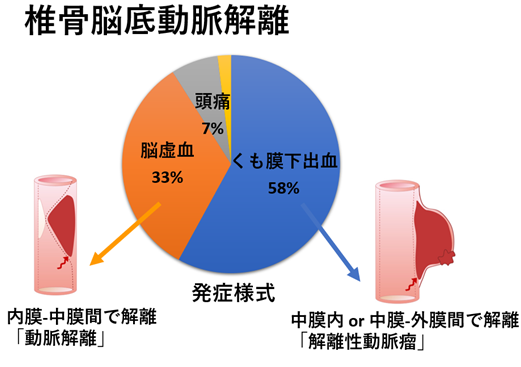 椎骨脳底動脈解離
頭痛
7%
脳虚血
33%
くも膜下出血
58%
発症様式
内膜-中膜間で解離
「動脈解離」
中膜内 or 中膜-外膜間で解離
「解離性動脈瘤」